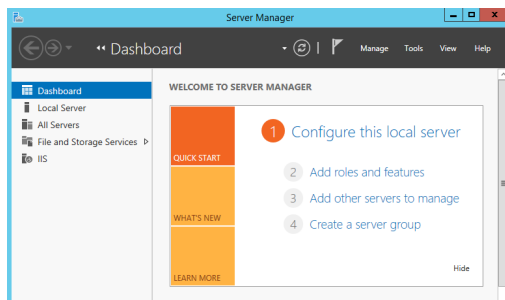 Server Manager
Dashboard
Manage Tools View Help
Dashboard
Local Server
All Servers
File and Storage Services
IIS
WELCOME TO SERVER MANAGER
QUICK START
WHAT'S NEW
LEARN MORE
1 Configure this local server
2 Add roles and features
3 Add other servers to manage
4 Create a server group
Hide